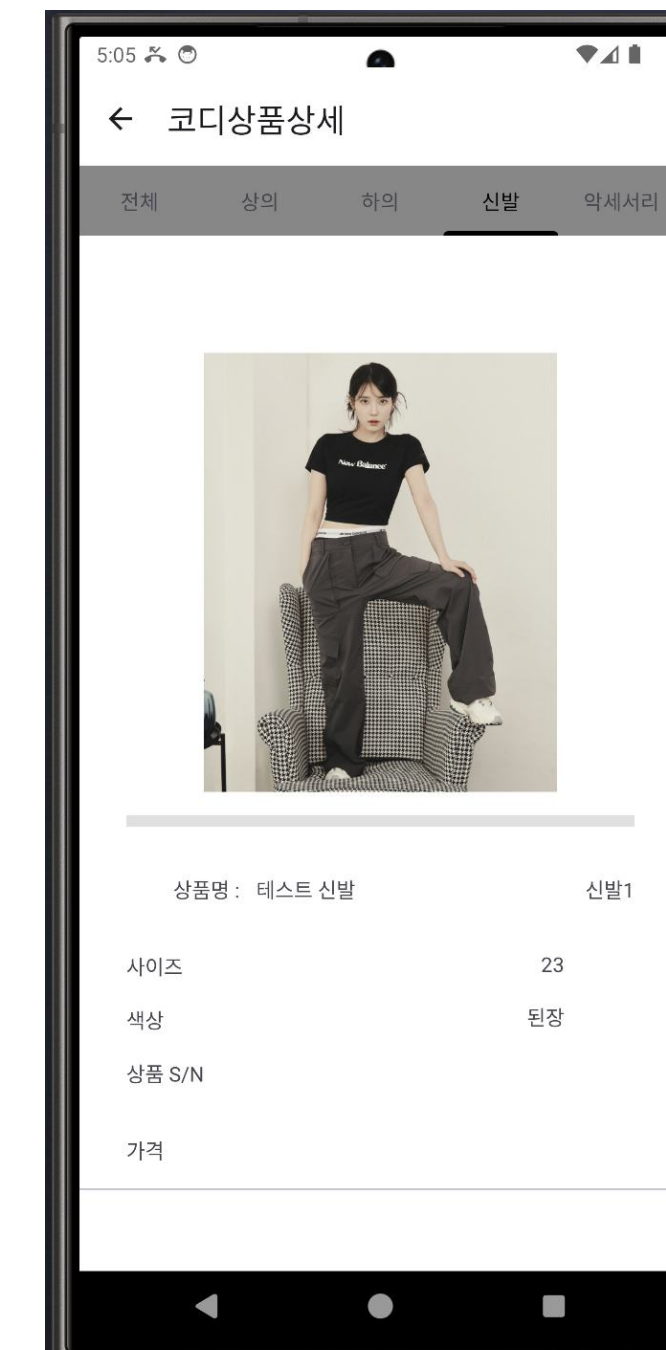 5:05
코디상품상세
전체 상의 하의 신발 악세서리
New Balance
상품명 : 테스트 신발 신발1
사이즈 23
색상 된장
상품 S/N
가격